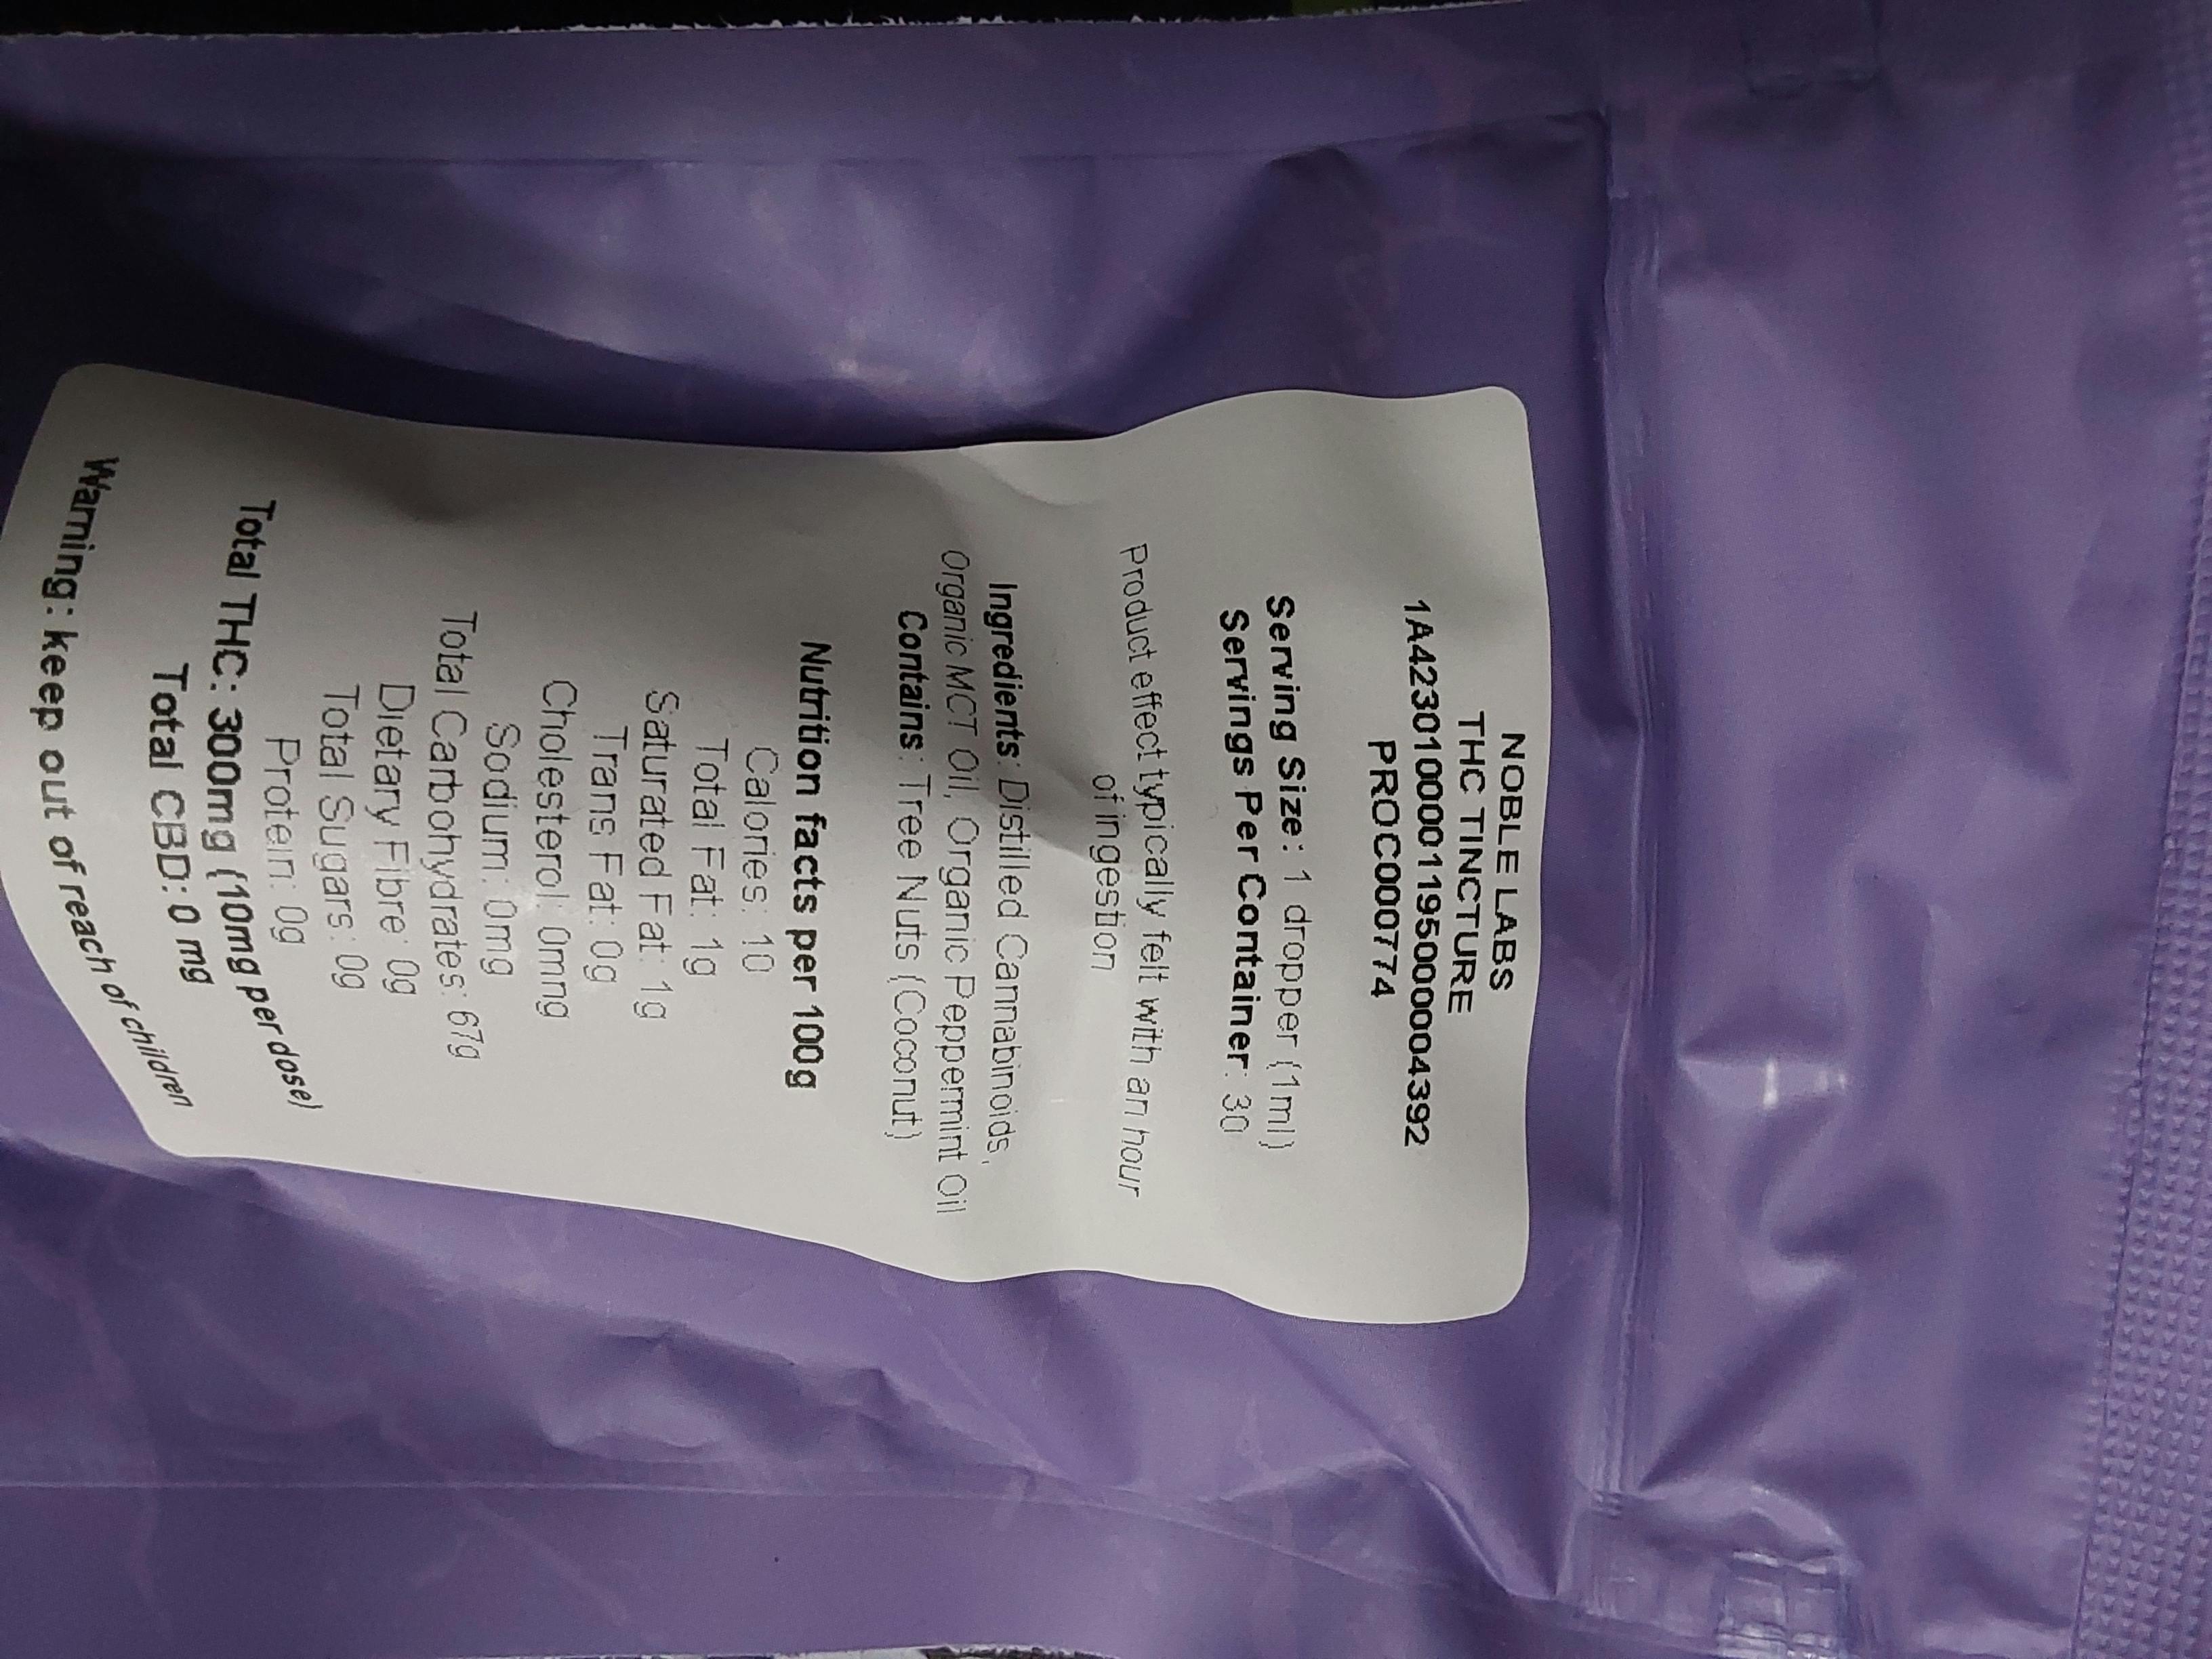 NOBLE LABS
THC TINCTURE
1A4230100001195000004392
PROC000774
Serving Size: 1 dropper (1ml)
Servings Per Container: 30
Product effect typically felt with an hour
of ingestion
Ingredients: Distilled Cannabinoids,
Organic MCT Oil, Organic Peppermint Oil
Contains: Tree Nuts (Coconut)
Nutrition facts per 100g
Calories: 10
Total Fat: 1g
Saturated Fat: 1g
Trans Fat: 0g
Cholesterol: 0mng
Sodium: 0mg
Total Carbohydrates: 67g
Dietary Fibre: 0g
Total Sugars: 0g
Protein: 0g
Total THC: 300mg (10mg per dose)
Total CBD: 0 mg
Warning: keep out of reach of children